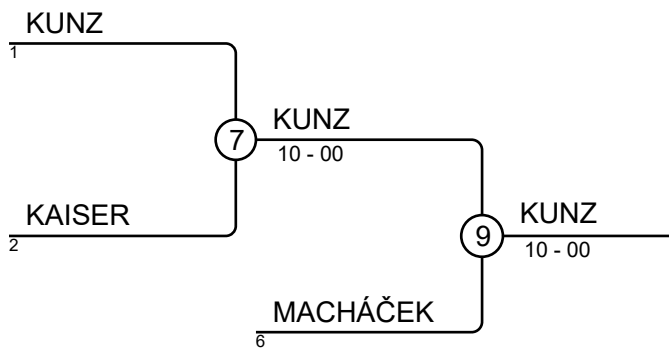 KUNZ
1
7
KUNZ
10 - 00
KAISER
2
9
KUNZ
10 - 00
MACHÁČEK
6